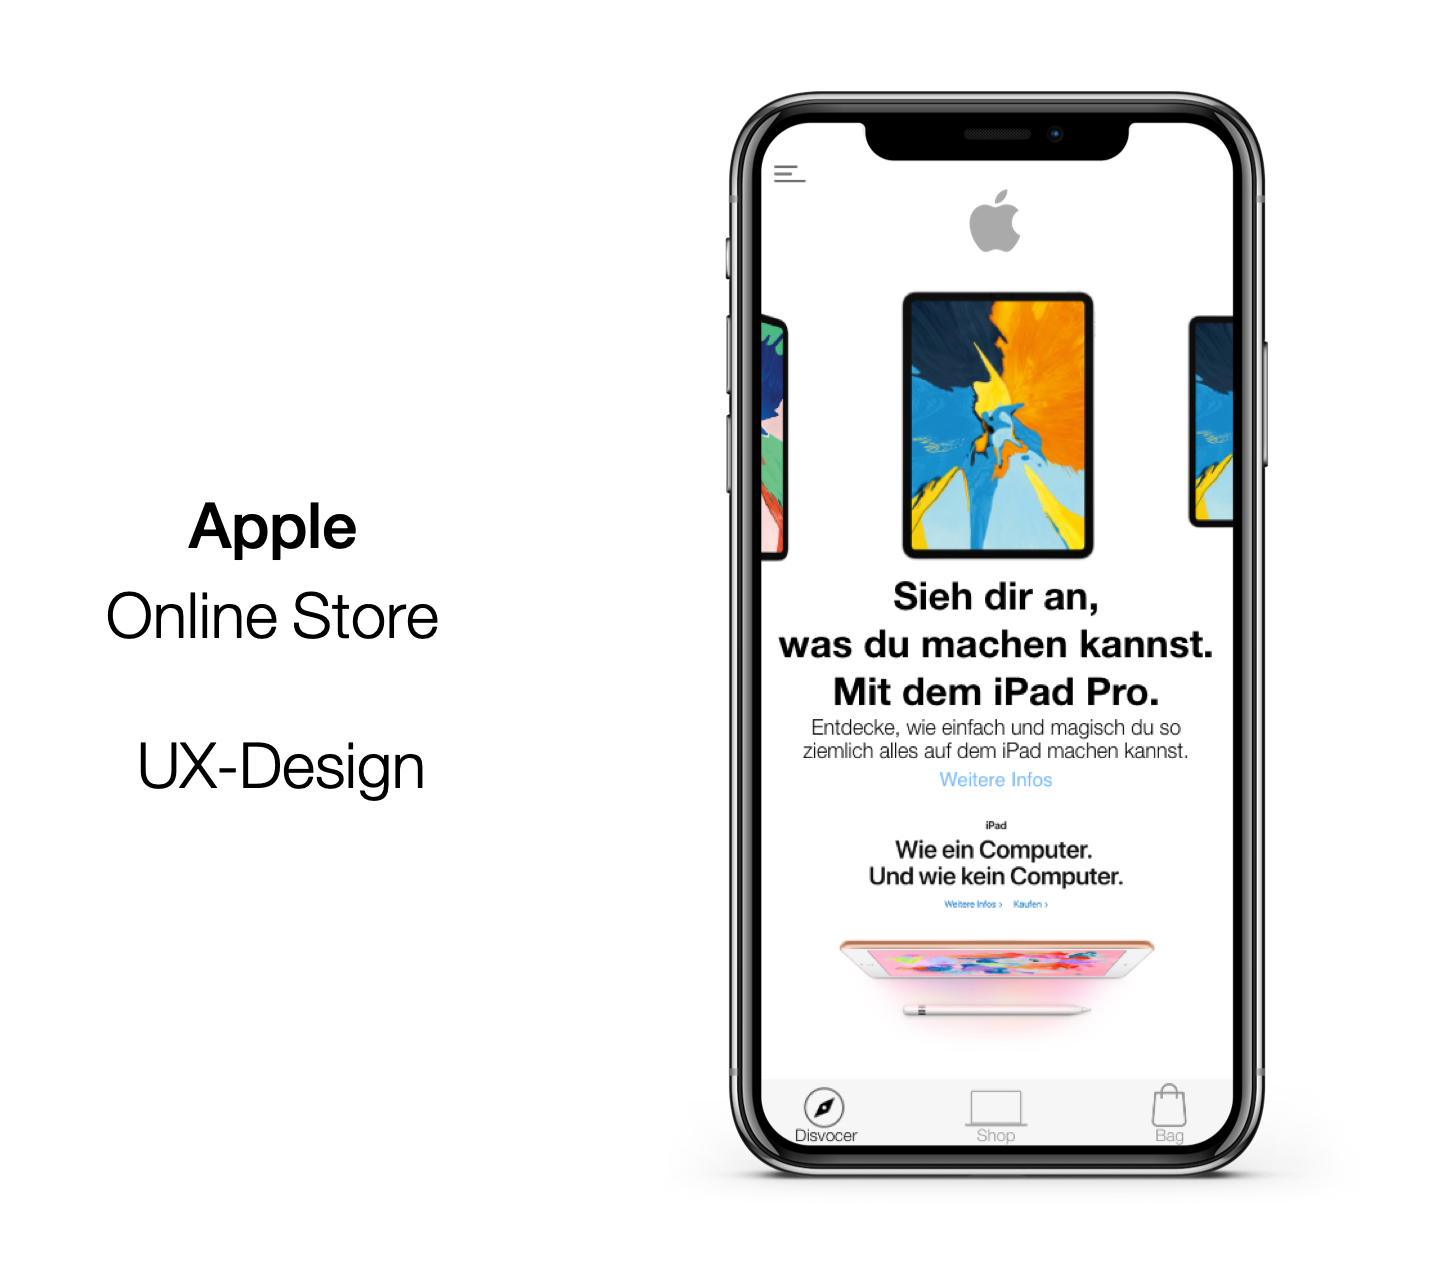 Apple
Online Store
UX-Design
Sieh dir an,
was du machen kannst.
Mit dem iPad Pro.
Entdecke, wie einfach und magisch du so
ziemlich alles auf dem iPad machen kannst.
Weitere Infos
iPad
Wie ein Computer.
Und wie kein Computer.
Weitere Infos > Kaufen >
Disvocer Shop Bag